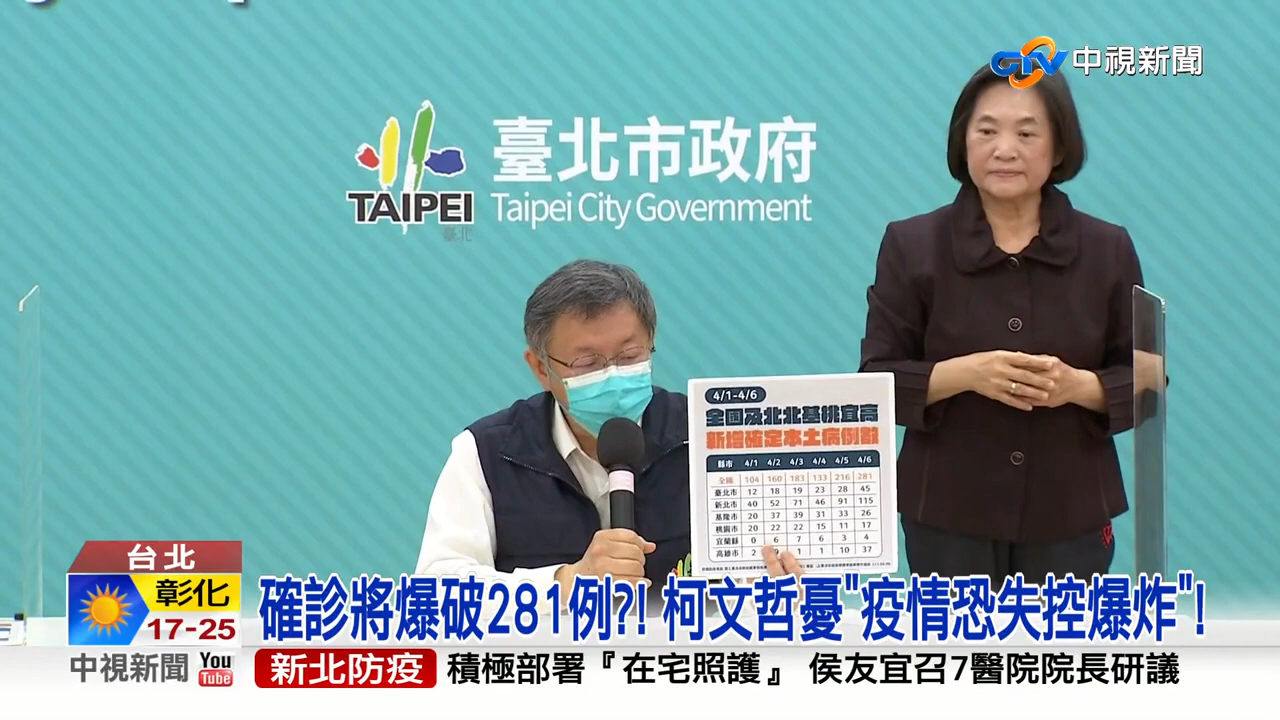 CTV 中視新聞
臺北市政府
TAIPEI Taipei City Government
臺北
4/1-4/6
全國及北北基桃宜高
新增確定本土病例數
縣市 4/1 4/2 4/3 4/4 4/5 4/6
全國 104 160 183 133 216 281
臺北市 12 18 19 23 28 45
新北市 40 52 71 46 91 115
基隆市 20 37 39 31 33 26
桃園市 20 22 22 15 11 17
宜蘭縣 0 6 7 6 3 4
高雄市 2 1 1 10 37
台北
彰化
17-25
確診將爆破281例?! 柯文哲憂"疫情恐失控爆炸"!
中視新聞 YouTube
新北防疫 積極部署『在宅照護』 侯友宜召7醫院院長研議